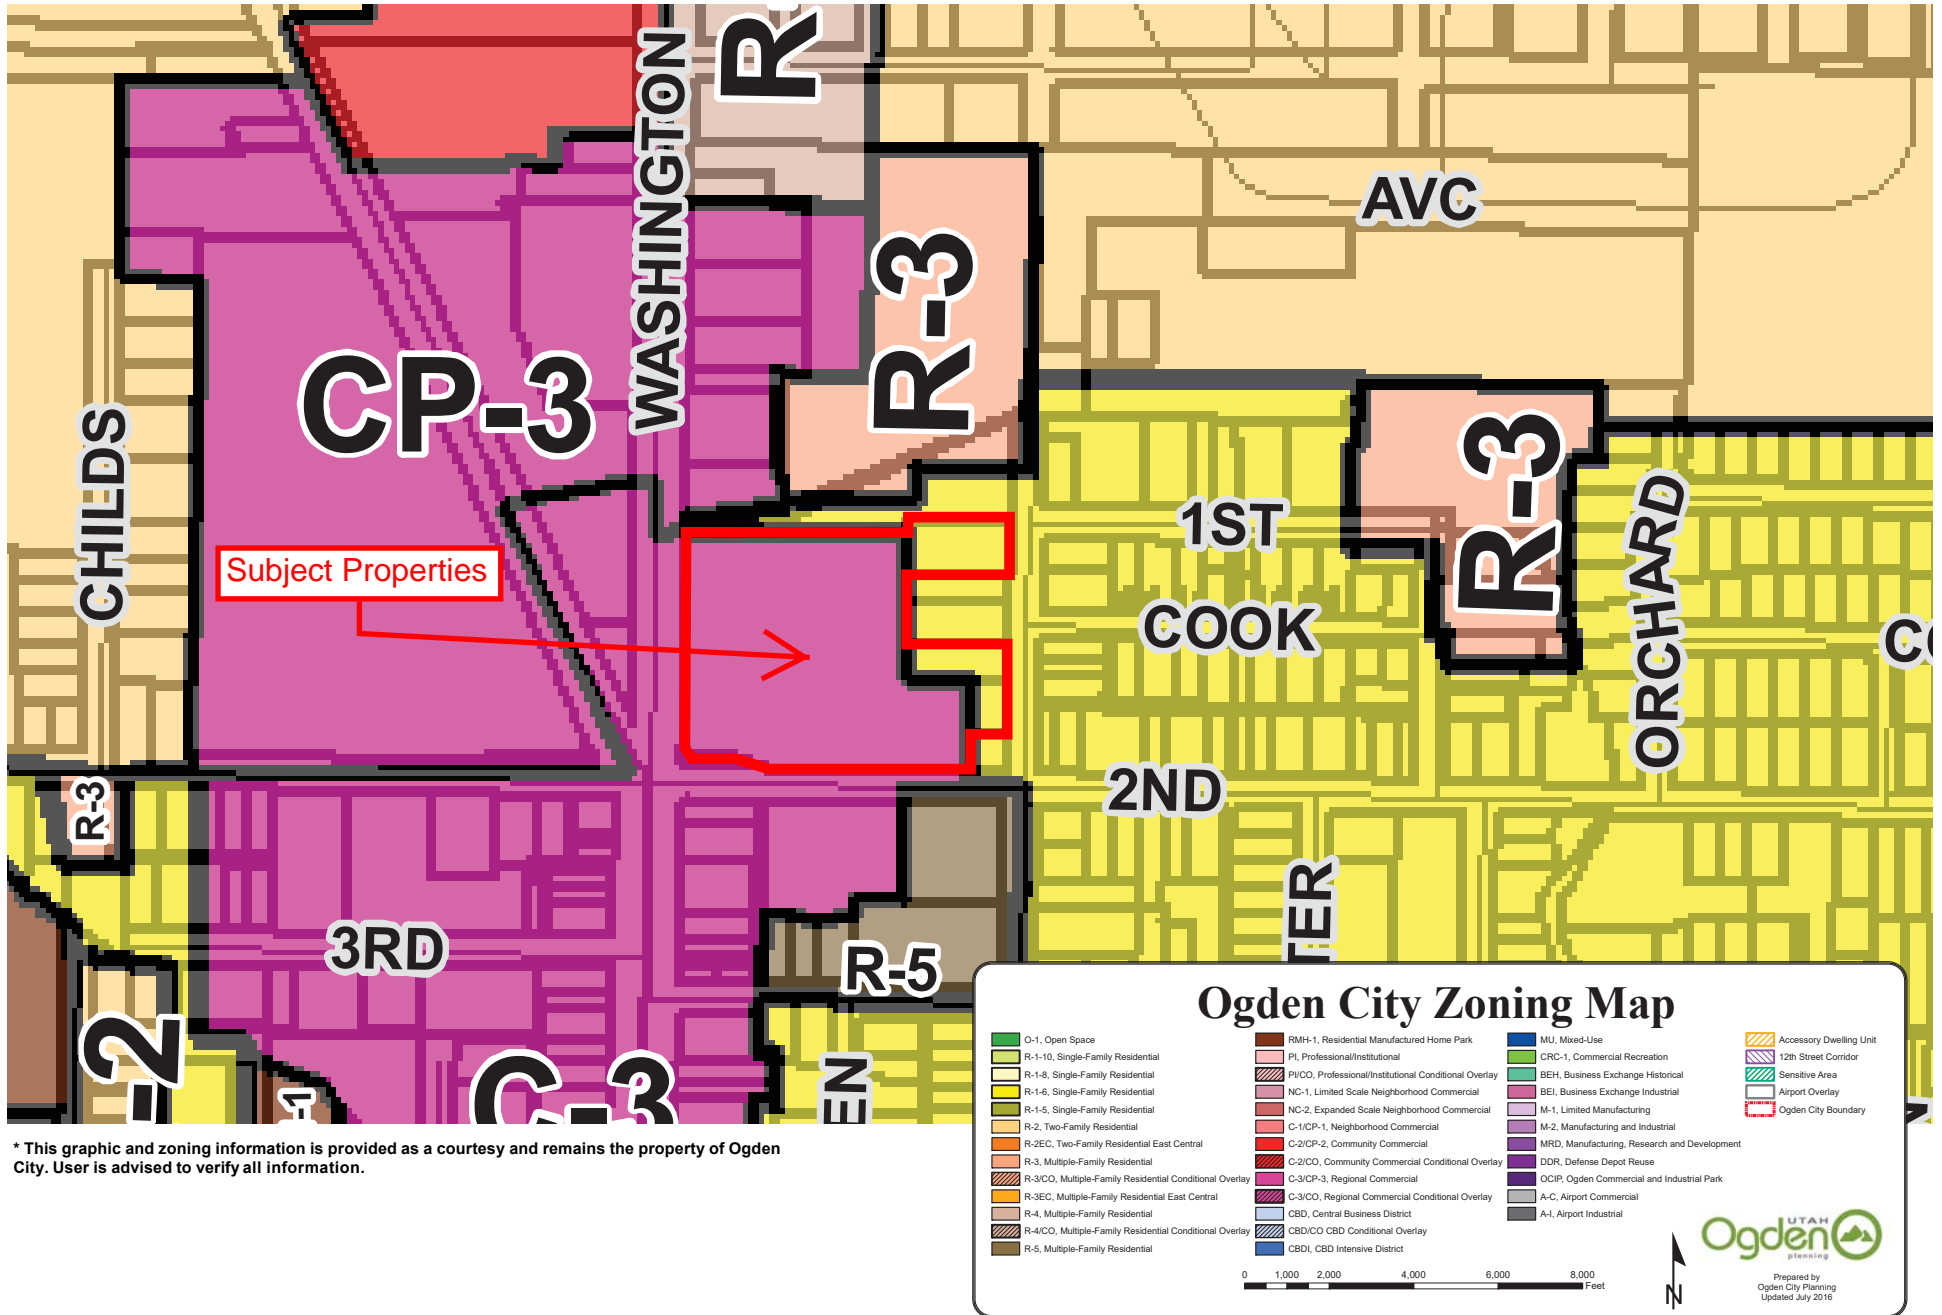 R-
WASHINGTON
AVC
R-3
CP-3
CHILDS
R-3
1ST
ORCHARD
Subject Properties
R-3
COOK
CO
2ND
R-3
TER
3RD
R-5
-2
C-3
-1
EN
Ogden City Zoning Map
O-1, Open Space
R-1-10, Single-Family Residential
R-1-8, Single-Family Residential
R-1-6, Single-Family Residential
R-1-5, Single-Family Residential
R-2, Two-Family Residential
R-2EC, Two-Family Residential East Central
R-3, Multiple-Family Residential
R-3/CO, Multiple-Family Residential Conditional Overlay
R-3EC, Multiple-Family Residential East Central
R-4, Multiple-Family Residential
R-4/CO, Multiple-Family Residential Conditional Overlay
R-5, Multiple-Family Residential
RMH-1, Residential Manufactured Home Park
PI, Professional/Institutional
PI/CO, Professional/Institutional Conditional Overlay
NC-1, Limited Scale Neighborhood Commercial
NC-2, Expanded Scale Neighborhood Commercial
C-1/CP-1, Neighborhood Commercial
C-2/CP-2, Community Commercial
C-2/CO, Community Commercial Conditional Overlay
C-3/CP-3, Regional Commercial
C-3/CO, Regional Commercial Conditional Overlay
CBD, Central Business District
CBD/CO CBD Conditional Overlay
CBDI, CBD Intensive District
MU, Mixed-Use
CRC-1, Commercial Recreation
BEH, Business Exchange Historical
BEI, Business Exchange Industrial
M-1, Limited Manufacturing
M-2, Manufacturing and Industrial
MRD, Manufacturing, Research and Development
DDR, Defense Depot Reuse
OCIP, Ogden Commercial and Industrial Park
A-C, Airport Commercial
A-I, Airport Industrial
Accessory Dwelling Unit
12th Street Corridor
Sensitive Area
Airport Overlay
Ogden City Boundary
0 1,000 2,000 4,000 6,000 8,000
Feet
N
UTAH
Ogden
planning
Prepared by
Ogden City Planning
Updated July 2016
* This graphic and zoning information is provided as a courtesy and remains the property of Ogden
City. User is advised to verify all information.